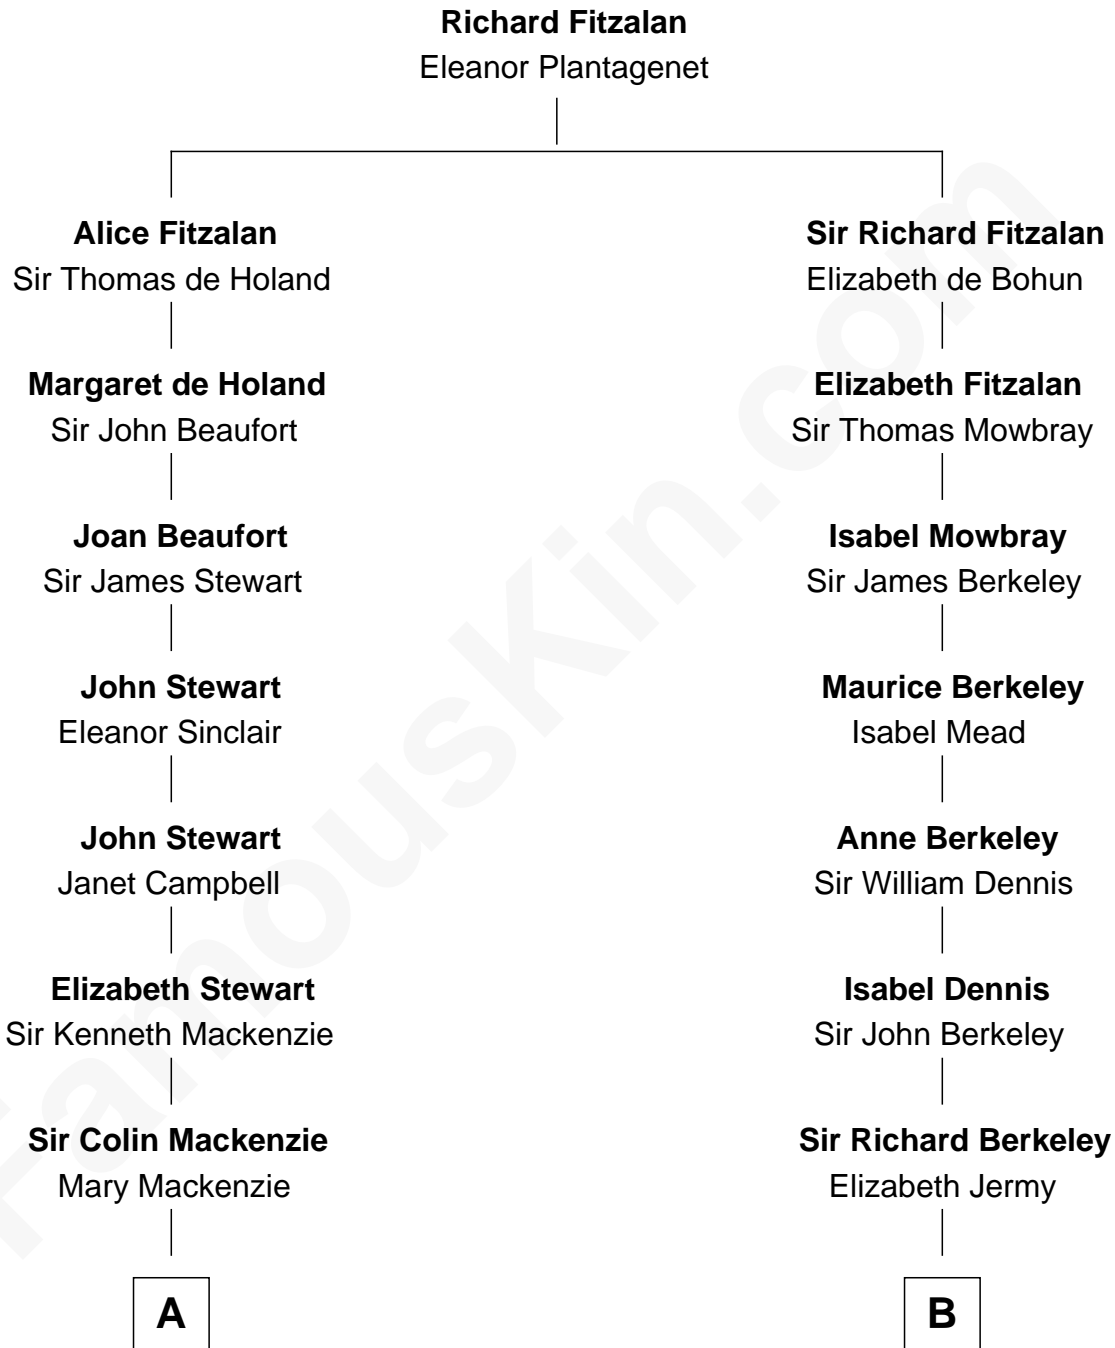 Richard Fitzalan
Eleanor Plantagenet
Alice Fitzalan
Sir Thomas de Holand
Margaret de Holand
Sir John Beaufort
Joan Beaufort
Sir James Stewart
John Stewart
Eleanor Sinclair
John Stewart
Janet Campbell
Elizabeth Stewart
Sir Kenneth Mackenzie
Sir Colin Mackenzie
Mary Mackenzie
A
Sir Richard Fitzalan
Elizabeth de Bohun
Elizabeth Fitzalan
Sir Thomas Mowbray
Isabel Mowbray
Sir James Berkeley
Maurice Berkeley
Isabel Mead
Anne Berkeley
Sir William Dennis
Isabel Dennis
Sir John Berkeley
Sir Richard Berkeley
Elizabeth Jermy
B
FamousKin.com